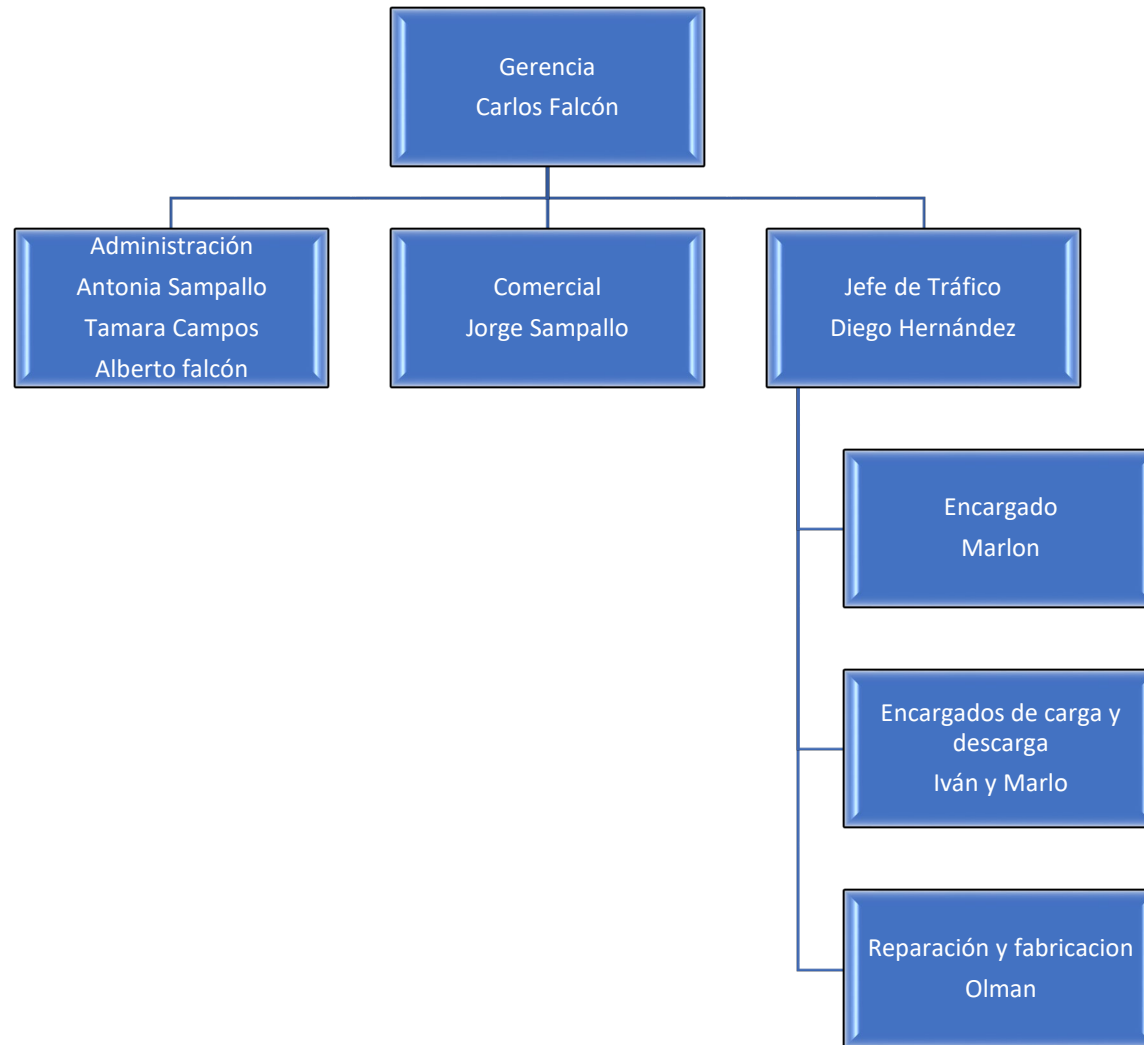 Gerencia
Carlos Falcón
Administración
Antonia Sampallo
Tamara Campos
Alberto falcón
Comercial
Jorge Sampallo
Jefe de Tráfico
Diego Hernández
Encargado
Marlon
Encargados de carga y
descarga
Iván y Marlo
Reparación y fabricacion
Olman